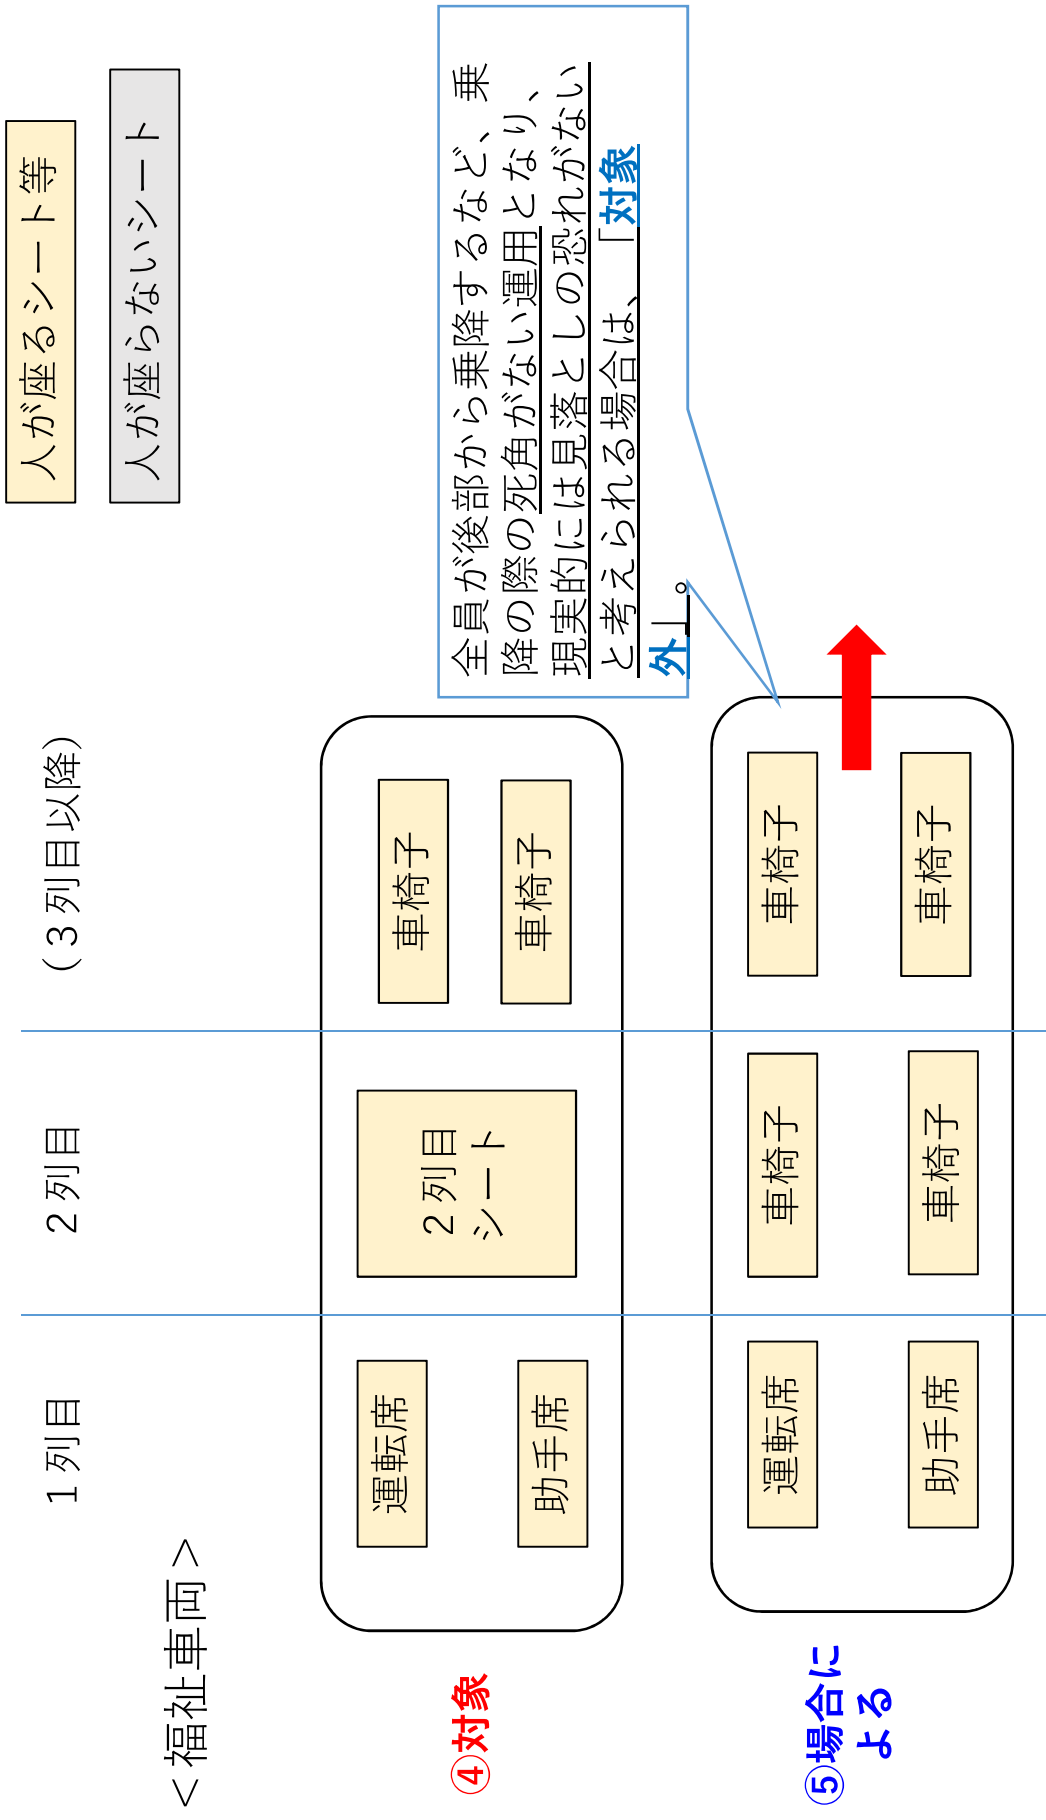 人が座るシート等
人が座らないシート
1列目
2列目
（3列目以降）
＜福祉車両＞
④対象
運転席
助手席
2列目
シート
車椅子
車椅子
全員が後部から乗降するなど、乗
降の際の死角がない運用となり、
現実的には見落としの恐れがない
と考えられる場合は、「対象
外」。
⑤場合に
よる
運転席
助手席
車椅子
車椅子
車椅子
車椅子